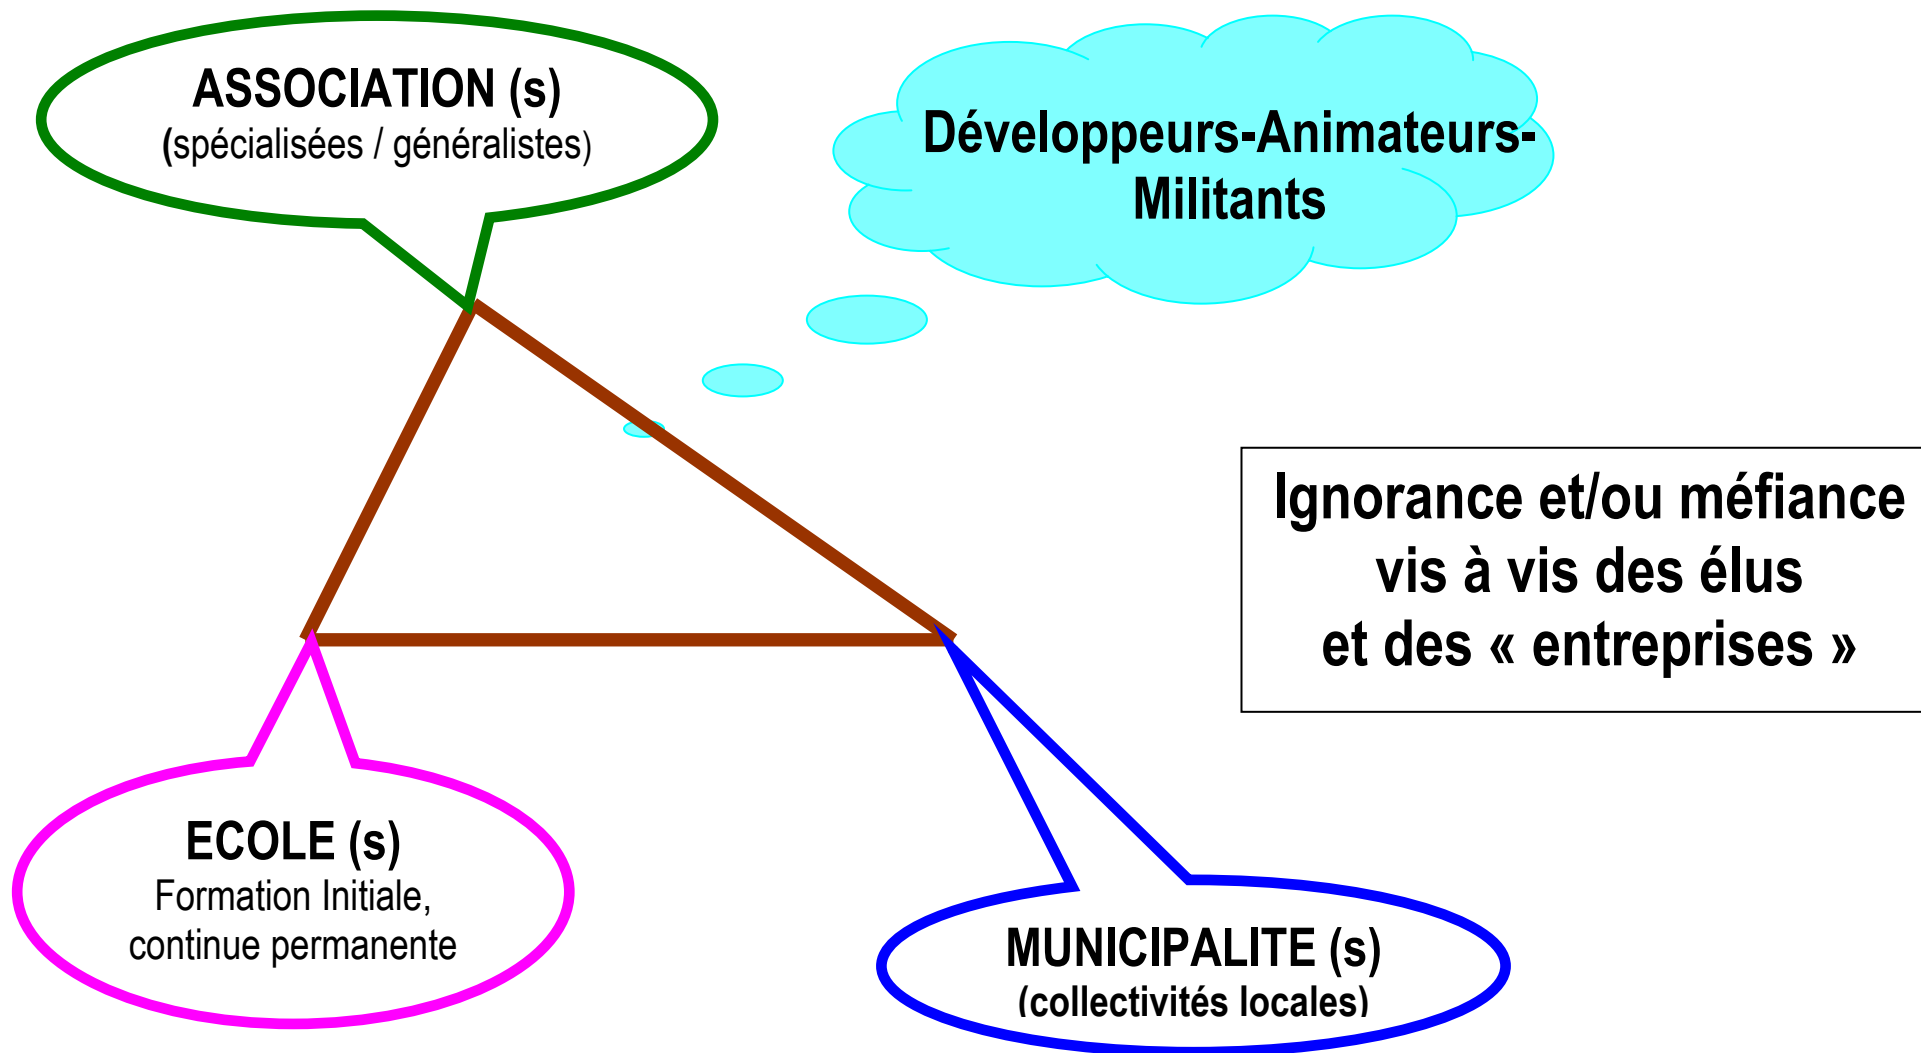 ASSOCIATION (s)
(spécialisées / généralistes)
Développeurs-Animateurs-
Militants
Ignorance et/ou méfiance
vis à vis des élus
et des « entreprises »
ECOLE (s)
Formation Initiale,
continue permanente
MUNICIPALITE (s)
(collectivités locales)